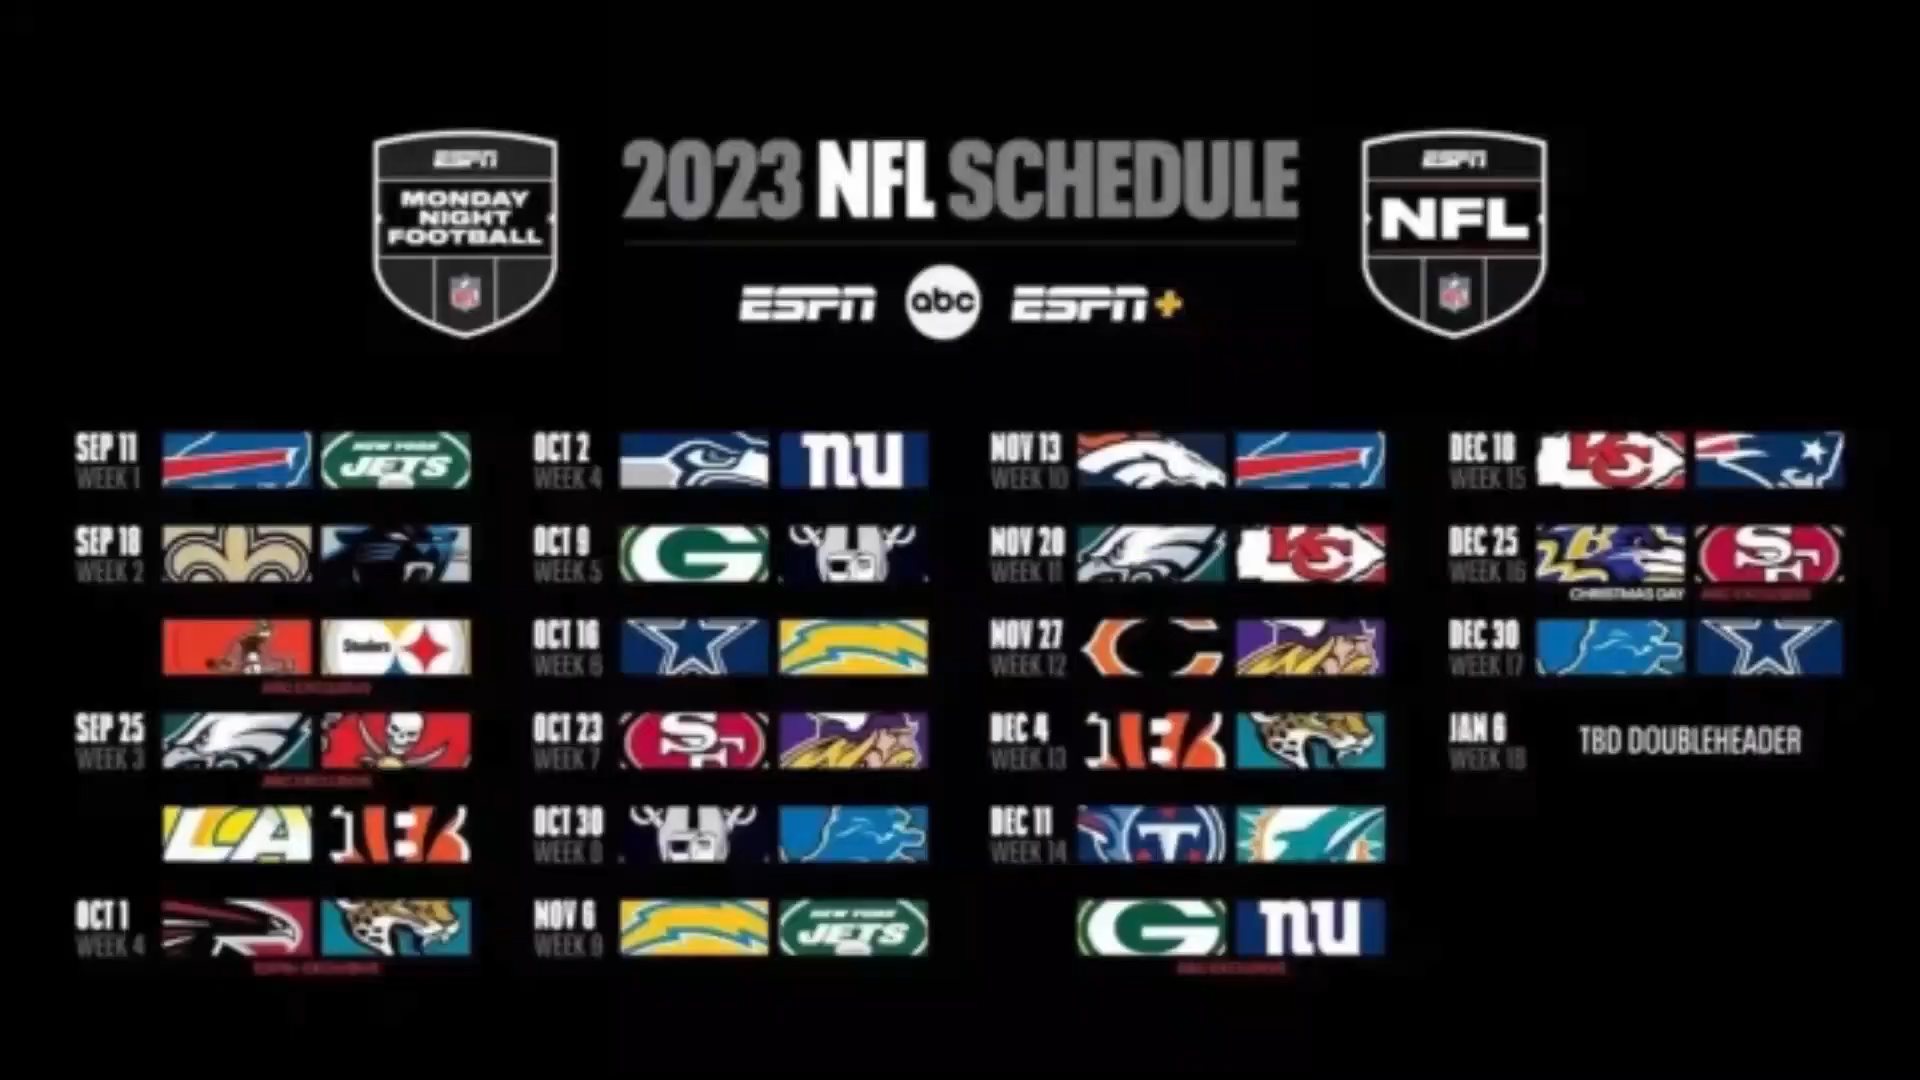 ESPN
MONDAY
NIGHT
FOOTBALL
2023 NFL SCHEDULE
ESPN abc ESPN+
ESPN
NFL
SEP 11
WEEK 1
NEW YORK
JETS
SEP 18
WEEK 2
Steelers
SEP 25
WEEK 3
LA
OCT 1
WEEK 4
OCT 2
WEEK 4
ny
OCT 9
WEEK 5
G
OCT 16
WEEK 6
OCT 23
WEEK 7
SF
OCT 30
WEEK 8
NOV 6
WEEK 9
NEW YORK
JETS
NOV 13
WEEK 10
NOV 20
WEEK 11
KC
NOV 27
WEEK 12
C
DEC 4
WEEK 13
DEC 11
WEEK 14
T
G
ny
DEC 18
WEEK 15
KC
DEC 25
WEEK 16
B
SF
CHRISTMAS DAY
DEC 30
WEEK 17
JAN 6
WEEK 18
TBD DOUBLEHEADER